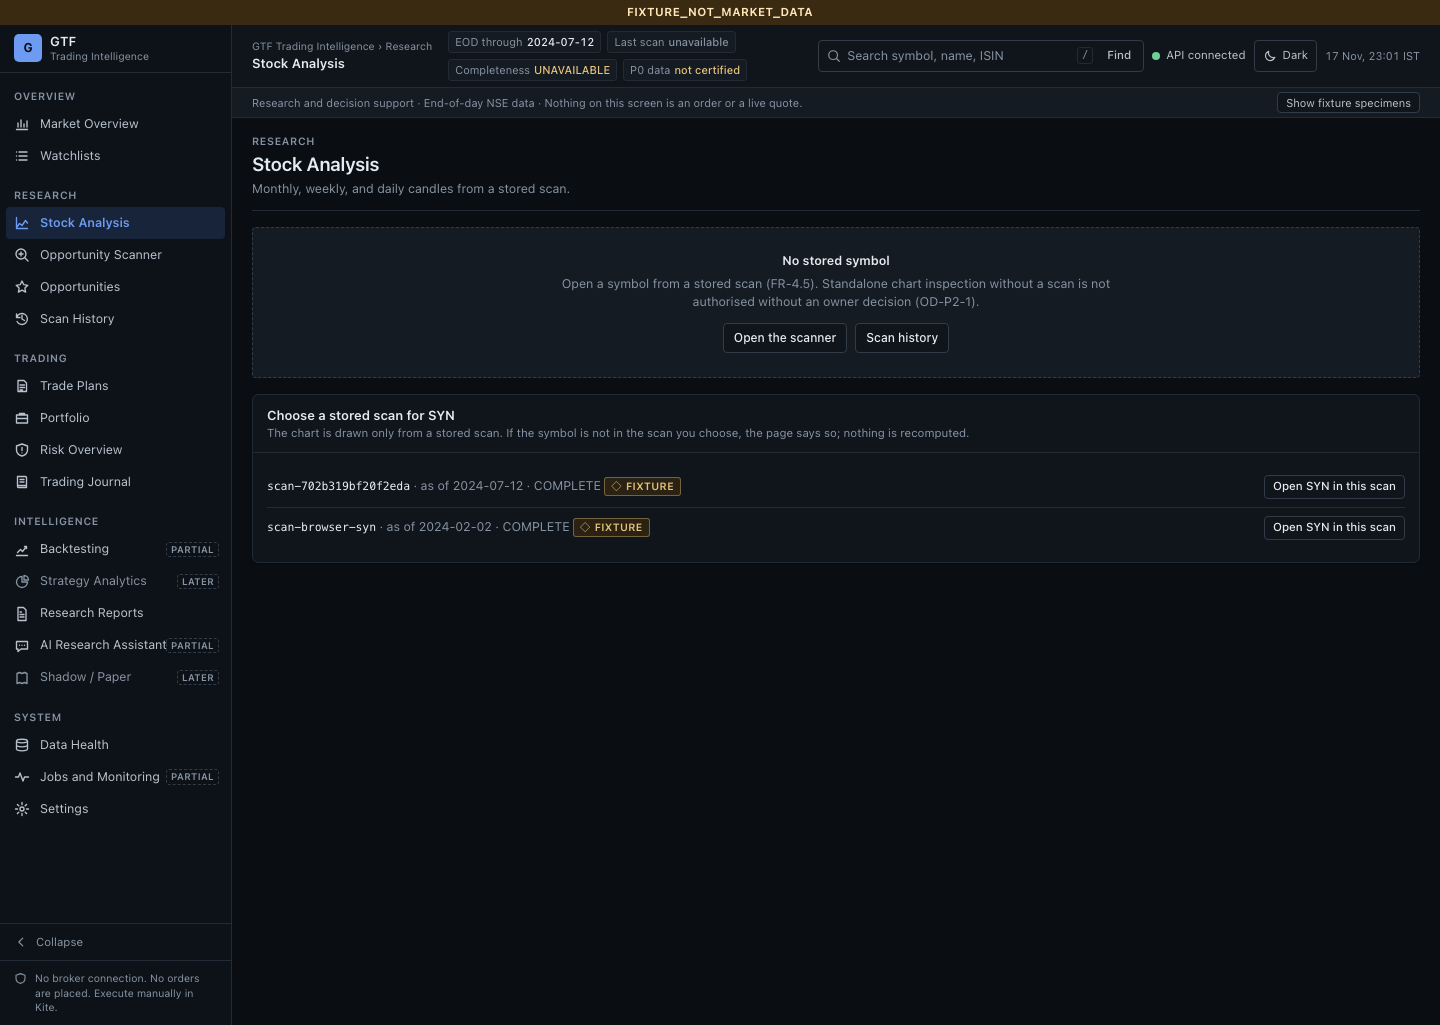 FIXTURE_NOT_MARKET_DATA
GTF
Trading Intelligence
OVERVIEW
Market Overview
Watchlists
RESEARCH
Stock Analysis
Opportunity Scanner
Opportunities
Scan History
TRADING
Trade Plans
Portfolio
Risk Overview
Trading Journal
INTELLIGENCE
Backtesting PARTIAL
Strategy Analytics LATER
Research Reports
AI Research Assistant PARTIAL
Shadow / Paper LATER
SYSTEM
Data Health
Jobs and Monitoring PARTIAL
Settings
Collapse
No broker connection. No orders
are placed. Execute manually in
Kite.
GTF Trading Intelligence › Research
Stock Analysis
EOD through 2024-07-12 Last scan unavailable
Completeness UNAVAILABLE P0 data not certified
Search symbol, name, ISIN / Find
API connected
Dark
17 Nov, 23:01 IST
Research and decision support · End-of-day NSE data · Nothing on this screen is an order or a live quote.
Show fixture specimens
RESEARCH
Stock Analysis
Monthly, weekly, and daily candles from a stored scan.
No stored symbol
Open a symbol from a stored scan (FR-4.5). Standalone chart inspection without a scan is not
authorised without an owner decision (OD-P2-1).
Open the scanner Scan history
Choose a stored scan for SYN
The chart is drawn only from a stored scan. If the symbol is not in the scan you choose, the page says so; nothing is recomputed.
scan-702b319bf20f2eda · as of 2024-07-12 · COMPLETE ◇ FIXTURE Open SYN in this scan
scan-browser-syn · as of 2024-02-02 · COMPLETE ◇ FIXTURE Open SYN in this scan